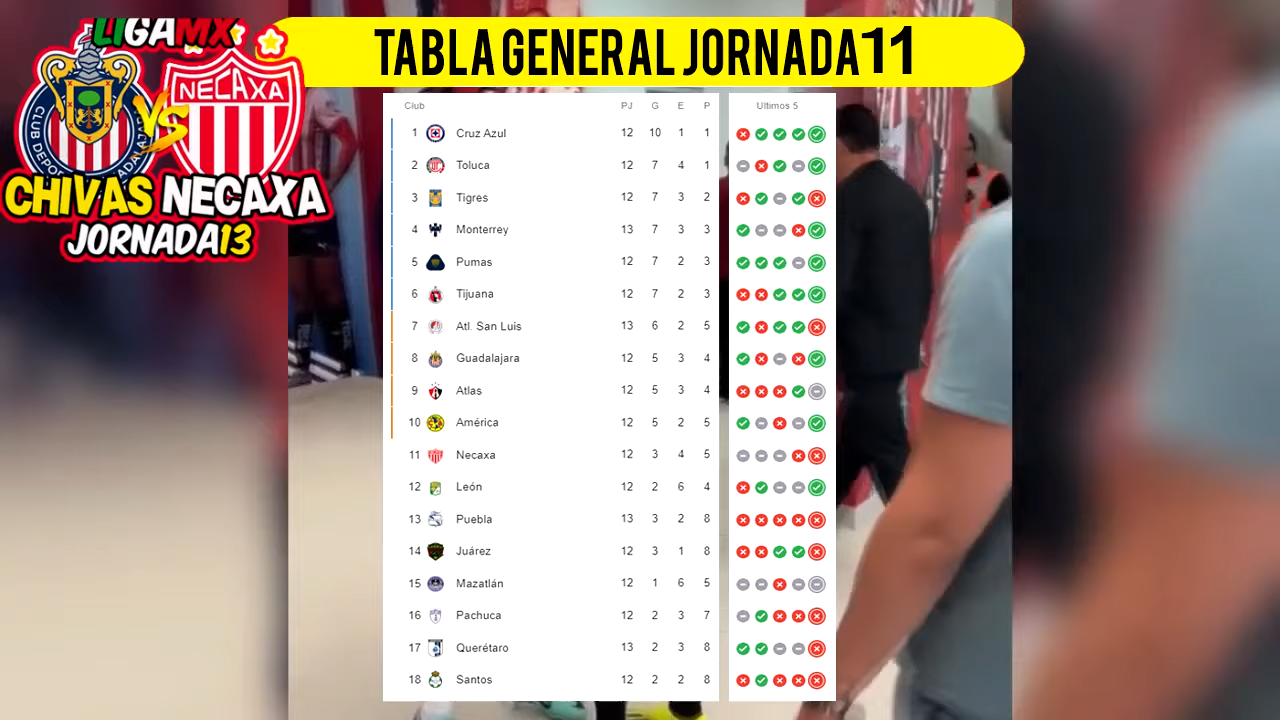 LIGAMX
NECAXA
VS
CLUB DEPO
CHIVAS NECAXA
JORNADA13
TABLA GENERAL JORNADA11
Club PJ G E P Ultimos 5
1 Cruz Azul 12 10 1 1
2 Toluca 12 7 4 1
3 Tigres 12 7 3 2
4 Monterrey 13 7 3 3
5 Pumas 12 7 2 3
6 Tijuana 12 7 2 3
7 Atl. San Luis 13 6 2 5
8 Guadalajara 12 5 3 4
9 Atlas 12 5 3 4
10 América 12 5 2 5
11 Necaxa 12 3 4 5
12 León 12 2 6 4
13 Puebla 13 3 2 8
14 Juárez 12 3 1 8
15 Mazatlán 12 1 6 5
16 Pachuca 12 2 3 7
17 Querétaro 13 2 3 8
18 Santos 12 2 2 8